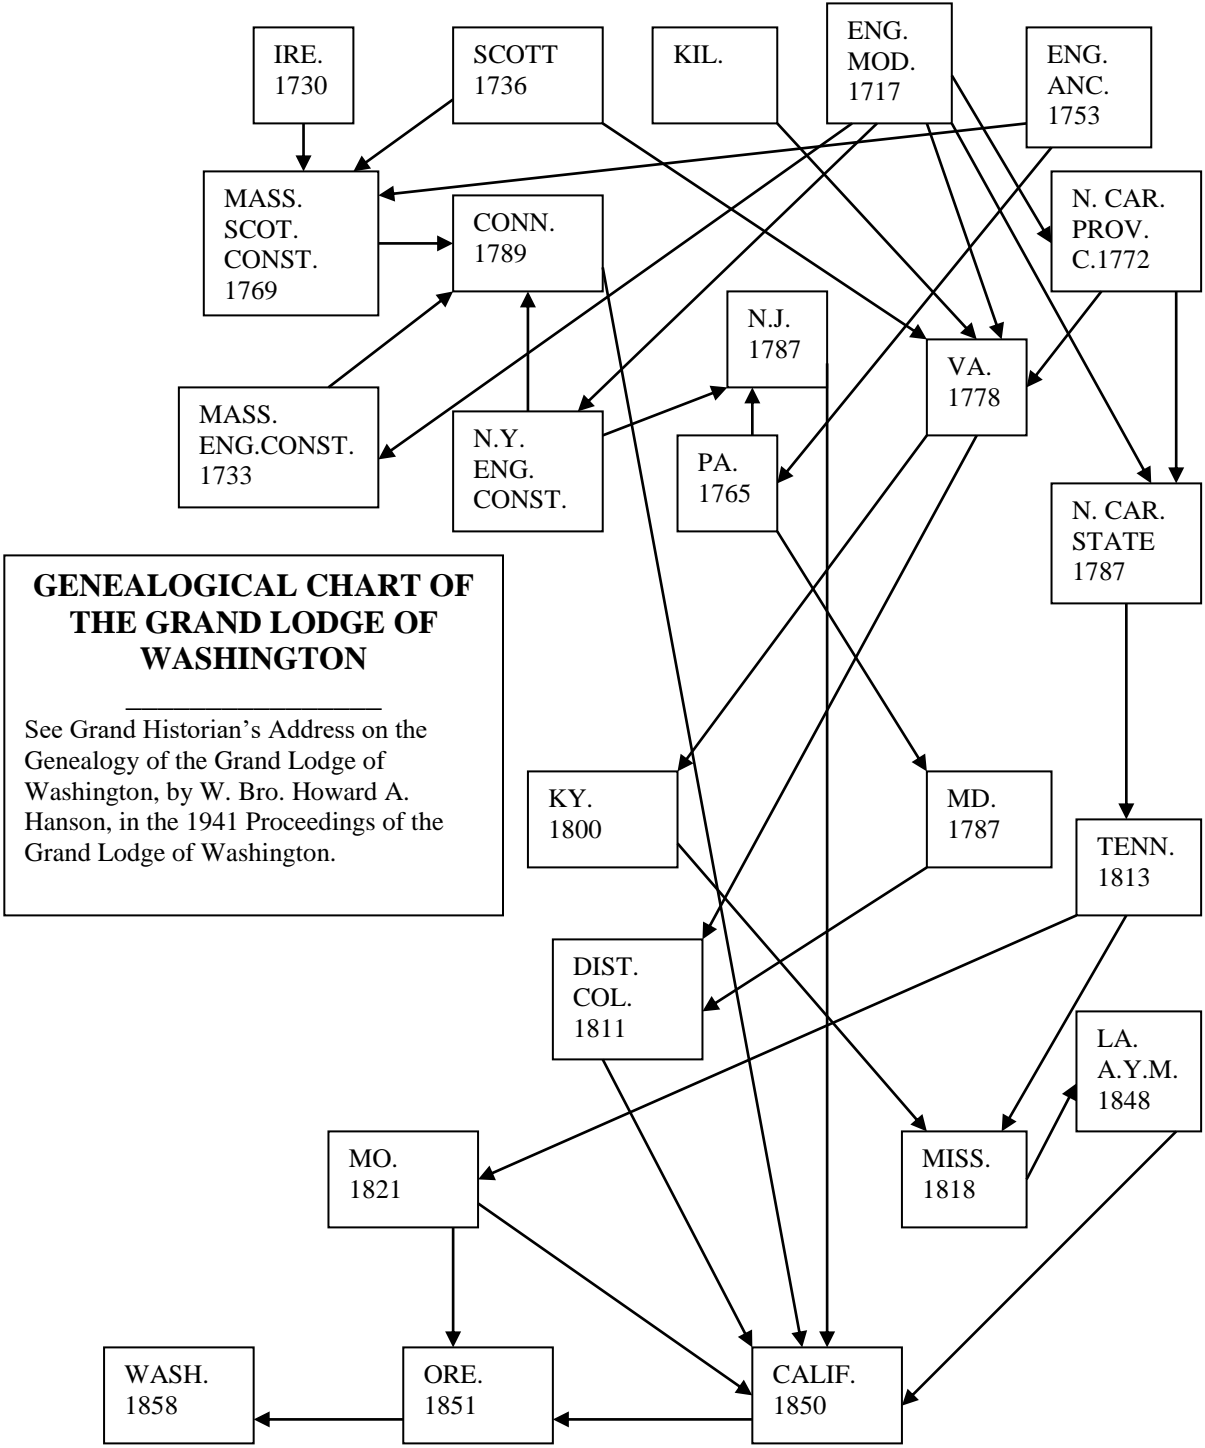 IRE.
1730
SCOTT
1736
KIL.
ENG.
MOD.
1717
ENG.
ANC.
1753
MASS.
SCOT.
CONST.
1769
CONN.
1789
N. CAR.
PROV.
C.1772
N.J.
1787
VA.
1778
MASS.
ENG.CONST.
1733
N.Y.
ENG.
CONST.
PA.
1765
N. CAR.
STATE
1787
GENEALOGICAL CHART OF
THE GRAND LODGE OF
WASHINGTON
See Grand Historian’s Address on the
Genealogy of the Grand Lodge of
Washington, by W. Bro. Howard A.
Hanson, in the 1941 Proceedings of the
Grand Lodge of Washington.
KY.
1800
MD.
1787
TENN.
1813
DIST.
COL.
1811
LA.
A.Y.M.
1848
MO.
1821
MISS.
1818
WASH.
1858
ORE.
1851
CALIF.
1850